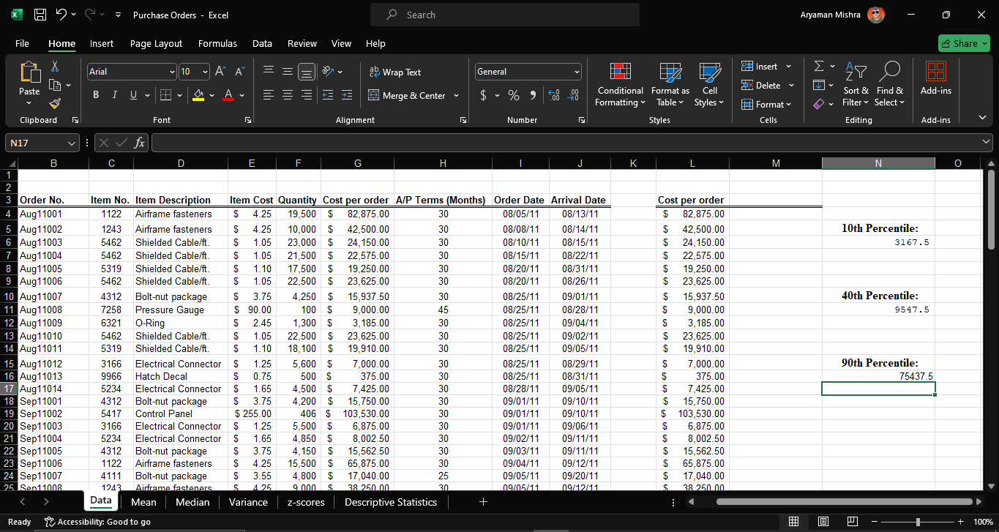 Purchase Orders - Excel
Search
Aryaman Mishra
File Home Insert Page Layout Formulas Data Review View Help
Share
Paste
Arial 10
Wrap Text
Merge & Center
General
Conditional Formatting
Format as Table
Cell Styles
Insert
Delete
Format
Sort & Filter
Find & Select
Add-ins
Clipboard Font Alignment Number Styles Cells Editing Add-ins
N17 fx
B C D E F G H I J K L M N O
1
2
3 Order No. Item No. Item Description Item Cost Quantity Cost per order A/P Terms (Months) Order Date Arrival Date Cost per order
4 Aug11001 1122 Airframe fasteners $ 4.25 19,500 $ 82,875.00 30 08/05/11 08/13/11 $ 82,875.00
5 Aug11002 1243 Airframe fasteners $ 4.25 10,000 $ 42,500.00 30 08/08/11 08/14/11 $ 42,500.00 10th Percentile:
6 Aug11003 5462 Shielded Cable/ft. $ 1.05 23,000 $ 24,150.00 30 08/10/11 08/15/11 $ 24,150.00 3167.5
7 Aug11004 5462 Shielded Cable/ft. $ 1.05 21,500 $ 22,575.00 30 08/15/11 08/22/11 $ 22,575.00
8 Aug11005 5319 Shielded Cable/ft. $ 1.10 17,500 $ 19,250.00 30 08/20/11 08/31/11 $ 19,250.00
9 Aug11006 5462 Shielded Cable/ft. $ 1.05 22,500 $ 23,625.00 30 08/20/11 08/26/11 $ 23,625.00
10 Aug11007 4312 Bolt-nut package $ 3.75 4,250 $ 15,937.50 30 08/25/11 09/01/11 $ 15,937.50 40th Percentile:
11 Aug11008 7258 Pressure Gauge $ 90.00 100 $ 9,000.00 45 08/25/11 08/28/11 $ 9,000.00 9547.5
12 Aug11009 6321 O-Ring $ 2.45 1,300 $ 3,185.00 30 08/25/11 09/04/11 $ 3,185.00
13 Aug11010 5462 Shielded Cable/ft. $ 1.05 22,500 $ 23,625.00 30 08/25/11 09/02/11 $ 23,625.00
14 Aug11011 5319 Shielded Cable/ft. $ 1.10 18,100 $ 19,910.00 30 08/25/11 09/05/11 $ 19,910.00
15 Aug11012 3166 Electrical Connector $ 1.25 5,600 $ 7,000.00 30 08/25/11 08/29/11 $ 7,000.00 90th Percentile:
16 Aug11013 9966 Hatch Decal $ 0.75 500 $ 375.00 30 08/25/11 08/31/11 $ 375.00 75437.5
17 Aug11014 5234 Electrical Connector $ 1.65 4,500 $ 7,425.00 30 08/28/11 09/05/11 $ 7,425.00
18 Sep11001 4312 Bolt-nut package $ 3.75 4,200 $ 15,750.00 30 09/01/11 09/10/11 $ 15,750.00
19 Sep11002 5417 Control Panel $ 255.00 406 $ 103,530.00 30 09/01/11 09/10/11 $ 103,530.00
20 Sep11003 3166 Electrical Connector $ 1.25 5,500 $ 6,875.00 30 09/01/11 09/06/11 $ 6,875.00
21 Sep11004 5234 Electrical Connector $ 1.65 4,850 $ 8,002.50 30 09/02/11 09/11/11 $ 8,002.50
22 Sep11005 4312 Bolt-nut package $ 3.75 4,150 $ 15,562.50 30 09/03/11 09/11/11 $ 15,562.50
23 Sep11006 1122 Airframe fasteners $ 4.25 15,500 $ 65,875.00 30 09/04/11 09/12/11 $ 65,875.00
24 Sep11007 4111 Bolt-nut package $ 3.55 4,800 $ 17,040.00 25 09/05/11 09/20/11 $ 17,040.00
25 Sep11008 1243 Airframe fasteners $ 4.25 9,000 $ 38,250.00 30 09/05/11 09/12/11 $ 38,250.00
Data Mean Median Variance z-scores Descriptive Statistics
Ready Accessibility: Good to go 100%